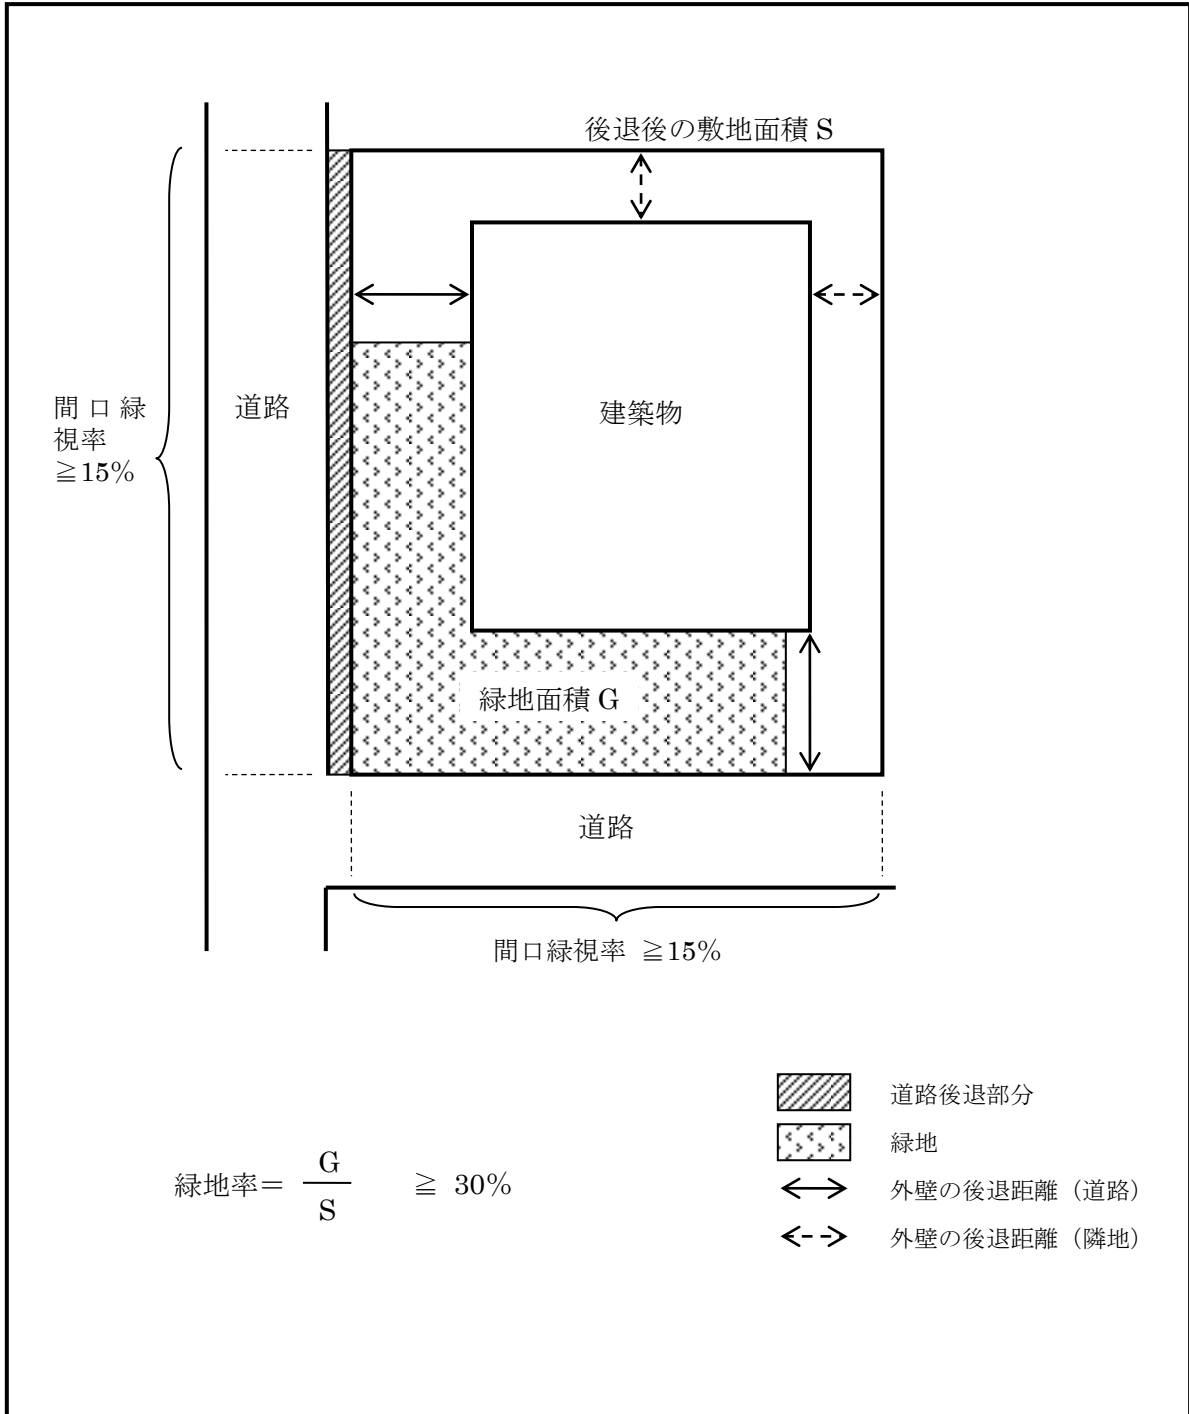 後退後の敷地面積 S
間口緑
視率
≧15%
道路
建築物
緑地面積 G
道路
間口緑視率 ≧15%
緑地率＝ G
S
≧ 30%
道路後退部分
緑地
外壁の後退距離（道路）
外壁の後退距離（隣地）